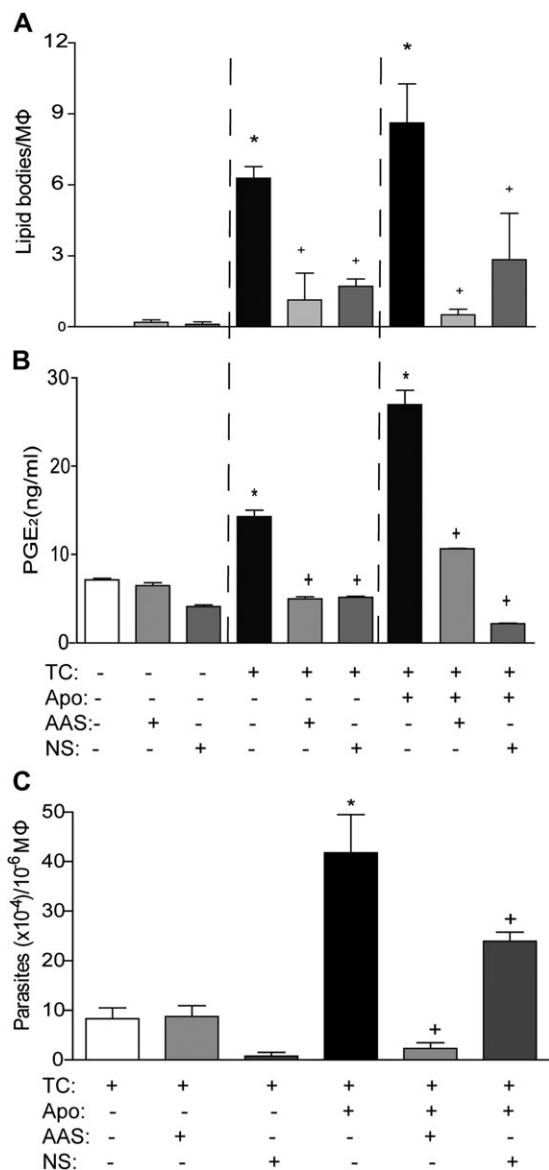 A
12
*
9
*
Lipid bodies/MΦ
6
+
+
+
3
+
0
B
30
*
20
*
PGE₂(ng/ml)
10
+
+ +
+
0
TC: - - - + + + + + +
Apo: - - - - - - + + +
AAS:- + - - + - - + -
NS: - - + - - + - - +
C
50
*
40
Parasites (x10⁻⁴)/10⁻⁶ MΦ
30
+
20
10
+
0
TC: + + + + + +
Apo: - - - + + +
AAS: - + - - + -
NS: - - + - - +